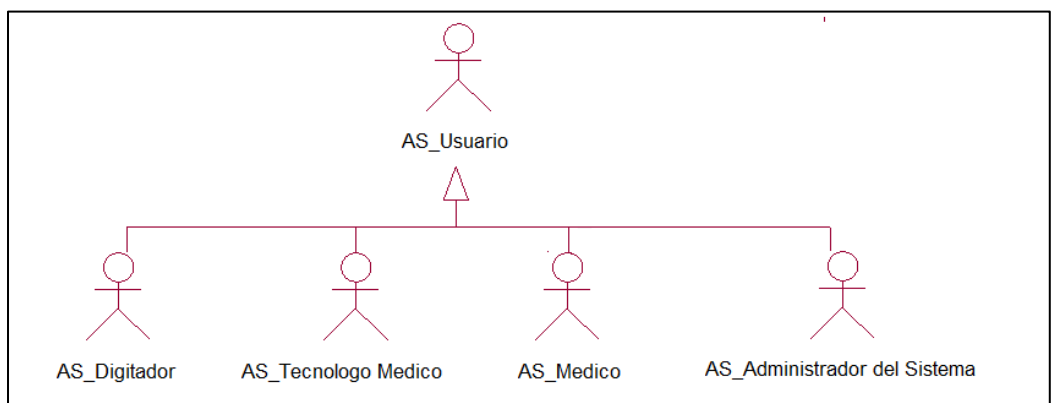 AS_Usuario
AS_Digitador
AS_Tecnologo Medico
AS_Medico
AS_Administrador del Sistema